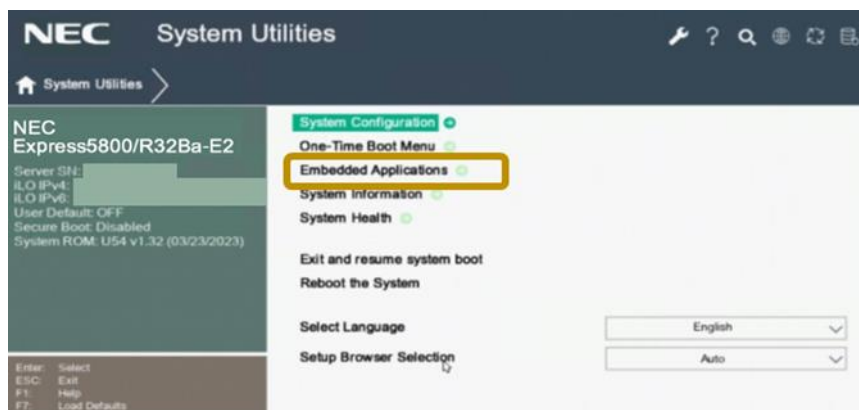 NEC System Utilities
System Utilities
NEC
Express5800/R32Ba-E2
Server SN:
iLO IPv4:
iLO IPv6:
User Default: OFF
Secure Boot: Disabled
System ROM: U54 v1.32 (03/23/2023)
System Configuration
One-Time Boot Menu
Embedded Applications
System Information
System Health
Exit and resume system boot
Reboot the System
Select Language English
Setup Browser Selection Auto
Enter: Select
ESC: Exit
F1: Help
F7: Load Defaults